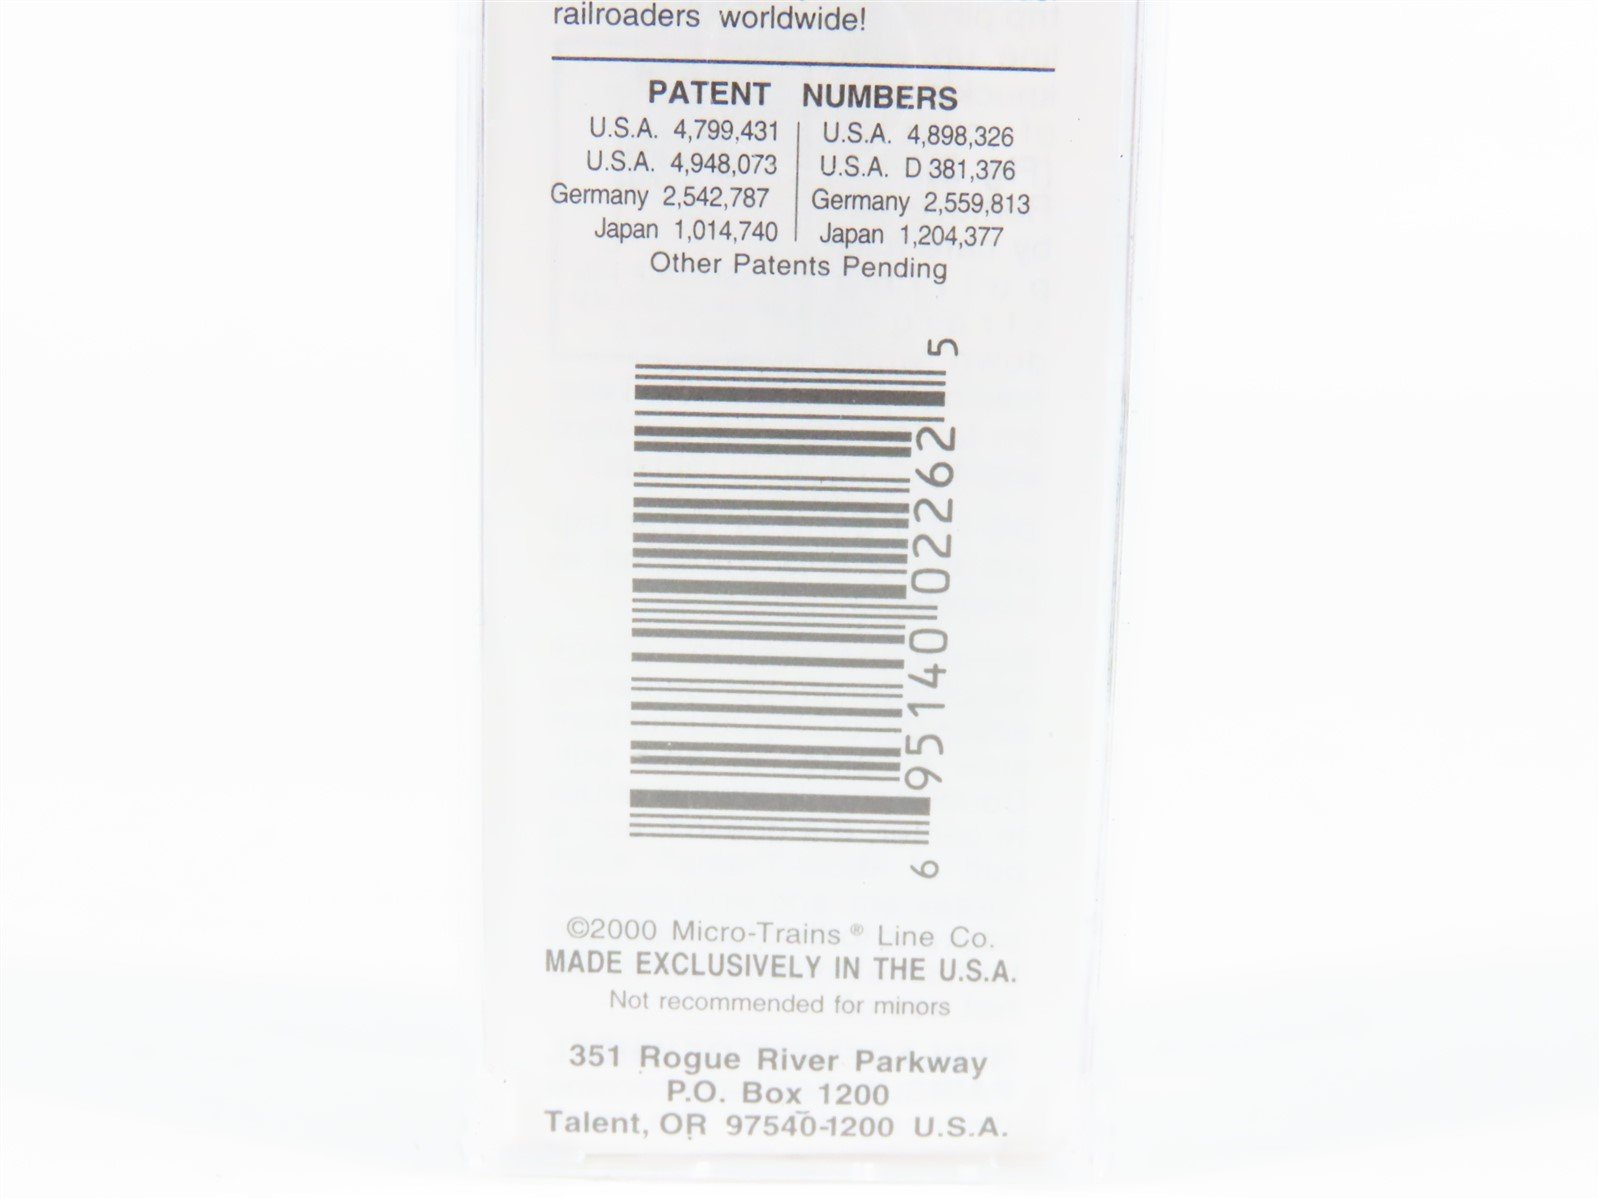 railroaders worldwide!
PATENT NUMBERS
U.S.A. 4,799,431 U.S.A. 4,898,326
U.S.A. 4,948,073 U.S.A. D 381,376
Germany 2,542,787 Germany 2,559,813
Japan 1,014,740 Japan 1,204,377
Other Patents Pending
6 95140 02262 5
©2000 Micro-Trains® Line Co.
MADE EXCLUSIVELY IN THE U.S.A.
Not recommended for minors
351 Rogue River Parkway
P.O. Box 1200
Talent, OR 97540-1200 U.S.A.